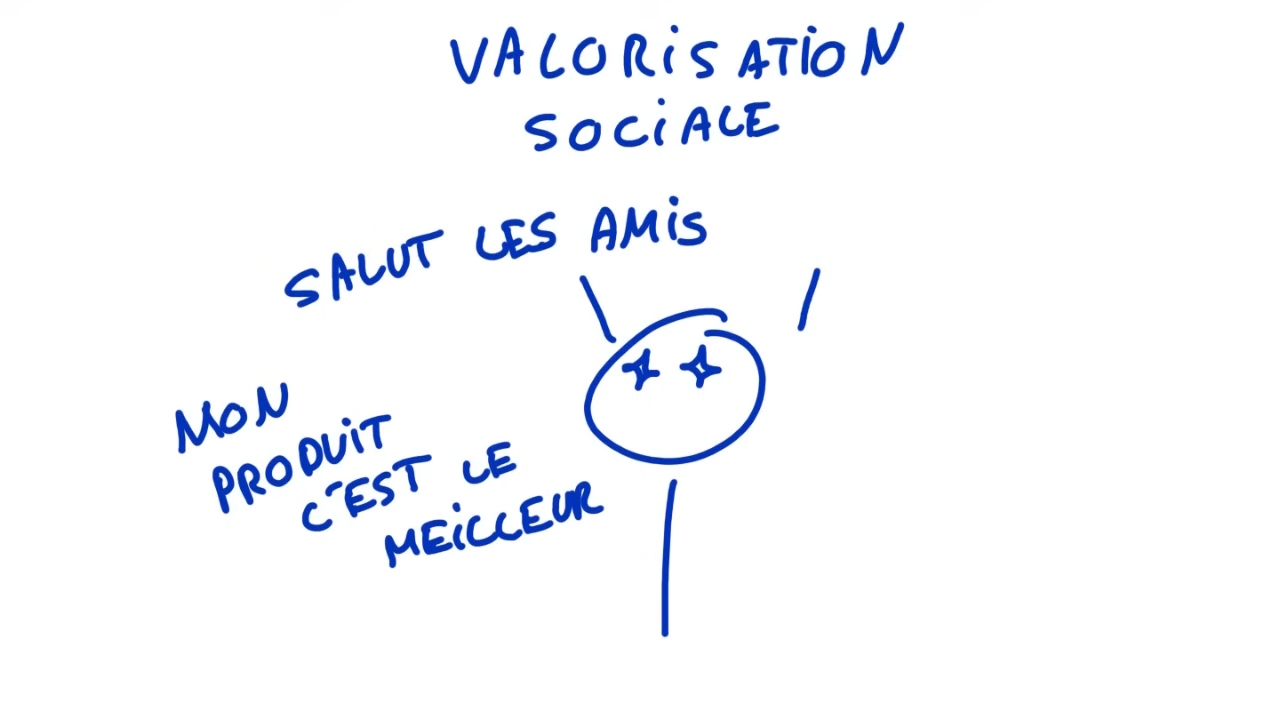 VALORiSATiON
SOCiALE
SALUT LES AMiS
MON
PRODUiT
C'EST LE
MEiLLEUR